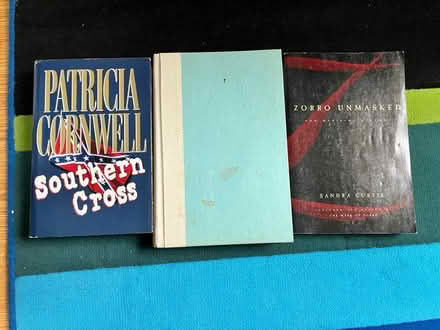 PATRICIA
CORNWELL
Southern
Cross
Z
ZORRO UNMASKED
SANDRA CURTIS